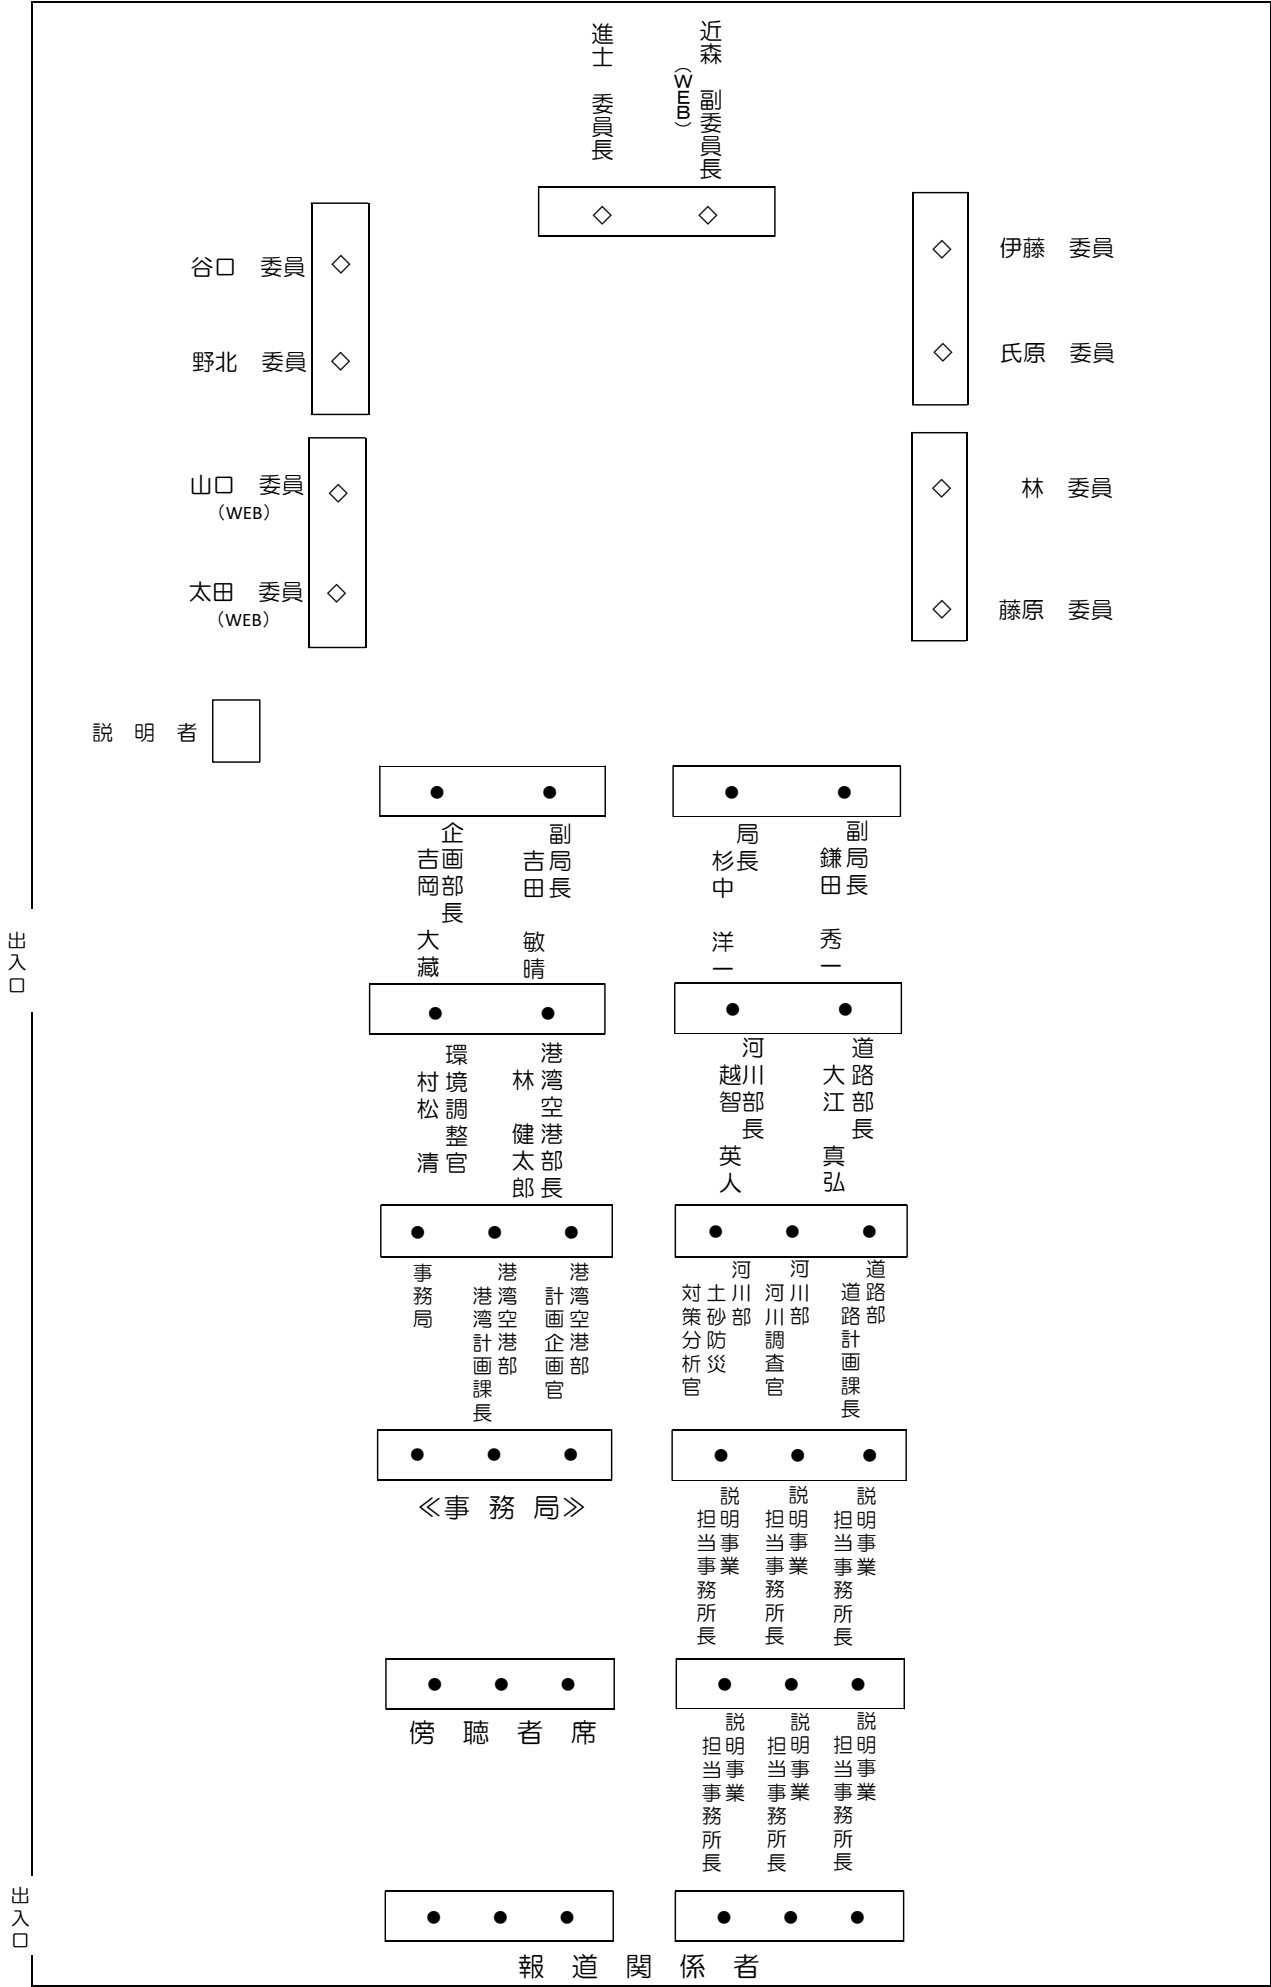 進士　委員長
近森　副委員長
（WEB）
谷口　委員
野北　委員
山口　委員
（WEB）
太田　委員
（WEB）
伊藤　委員
氏原　委員
林　委員
藤原　委員
説　明　者
企画部長
吉岡　大藏
副局長
吉田　敏晴
局長
杉中　洋一
副局長
鎌田　秀一
出入口
環境調整官
村松　清
港湾空港部長
林　健太郎
河川部長
越智　英人
道路部長
大江　真弘
事務局
港湾空港部
港湾計画課長
港湾空港部
計画企画官
河川部
土砂防災
対策分析官
河川部
河川調査官
道路部
道路計画課長
≪事　務　局≫
説明事業
担当事務所長
説明事業
担当事務所長
説明事業
担当事務所長
傍　聴　者　席
説明事業
担当事務所長
説明事業
担当事務所長
説明事業
担当事務所長
出入口
報　道　関　係　者